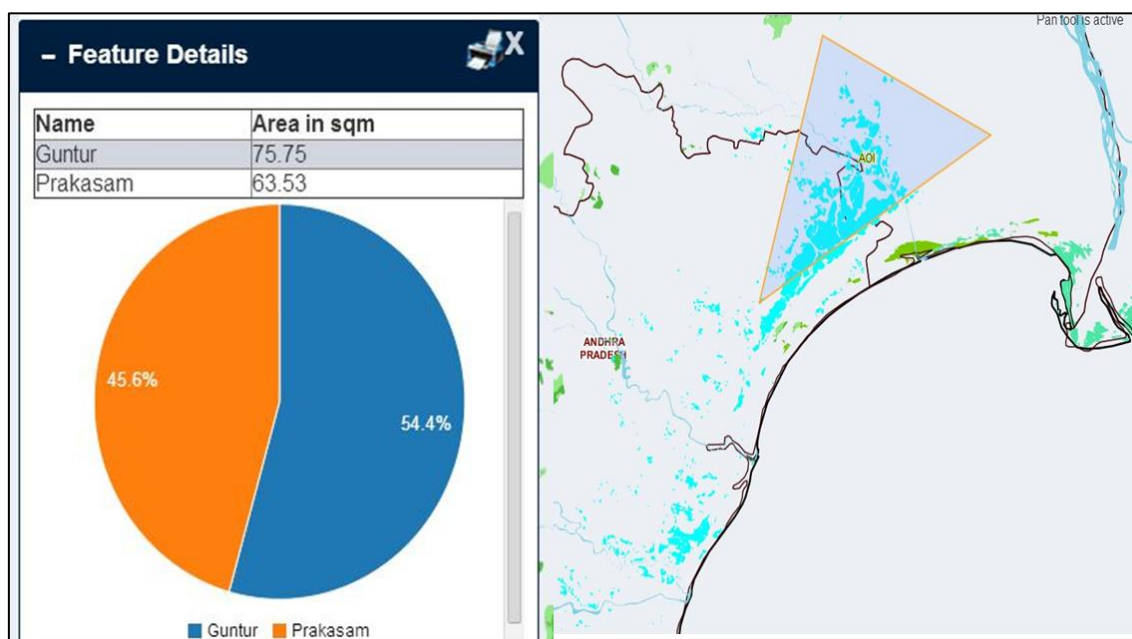 – Feature Details X
Name Area in sqm
Guntur 75.75
Prakasam 63.53
45.6%
54.4%
Guntur Prakasam
Pan tool is active
AOI
ANDHRA
PRADESH